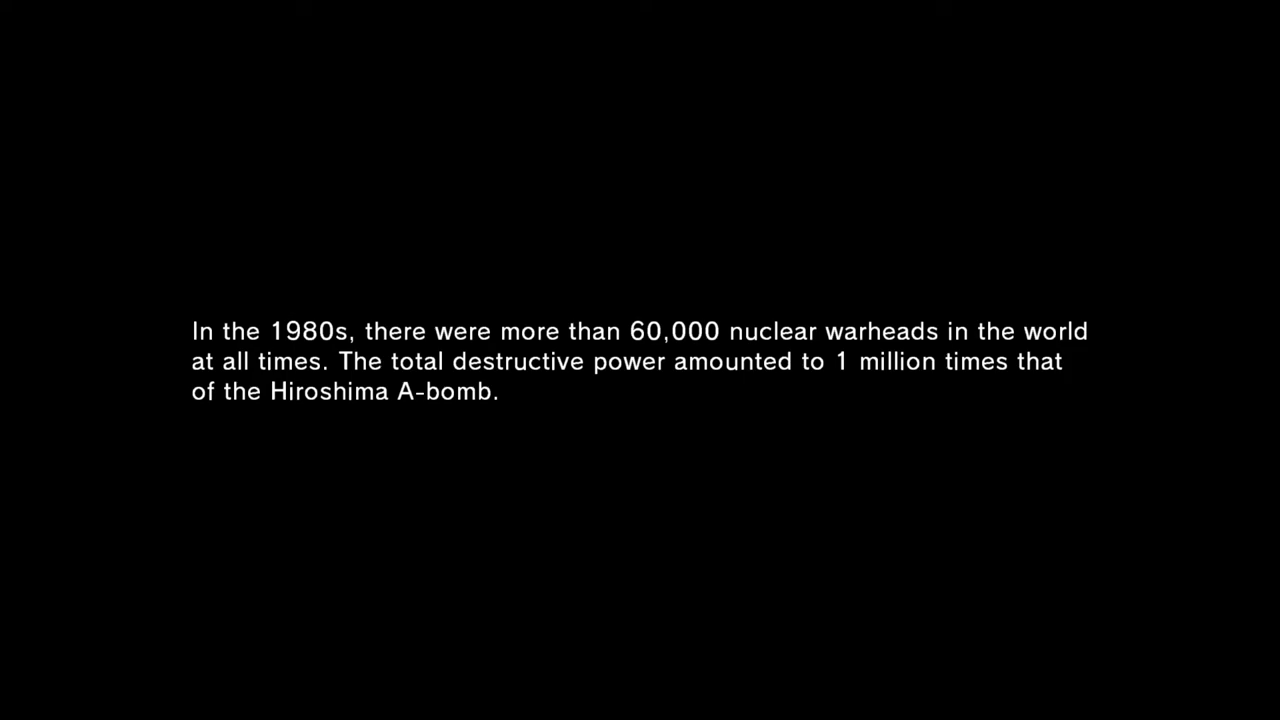 In the 1980s, there were more than 60,000 nuclear warheads in the world
at all times. The total destructive power amounted to 1 million times that
of the Hiroshima A-bomb.